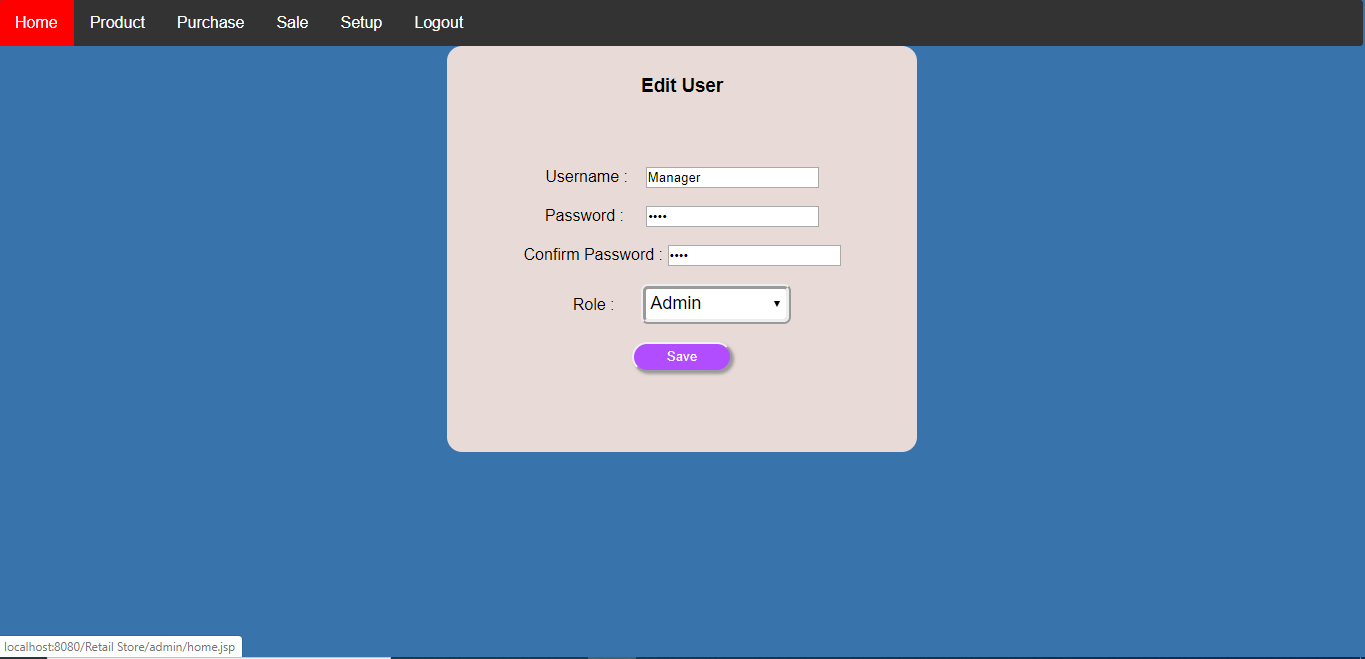 Home Product Purchase Sale Setup Logout
Edit User
Username : Manager
Password : ••••
Confirm Password : ••••
Role : Admin
Save
localhost:8080/Retail Store/admin/home.jsp